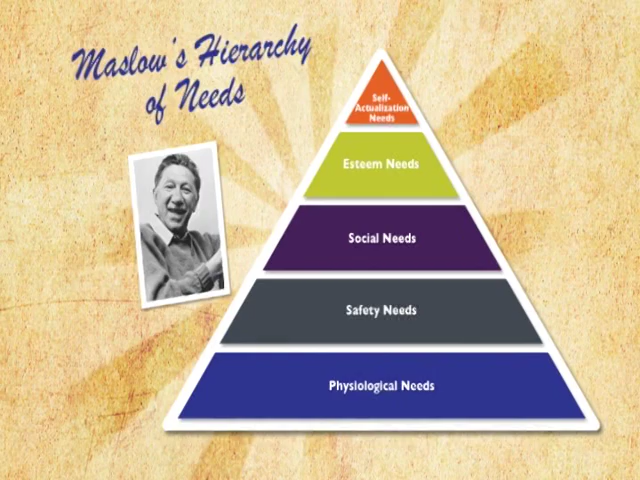 Maslow's Hierarchy
of Needs
Self-
Actualization
Needs
Esteem Needs
Social Needs
Safety Needs
Physiological Needs